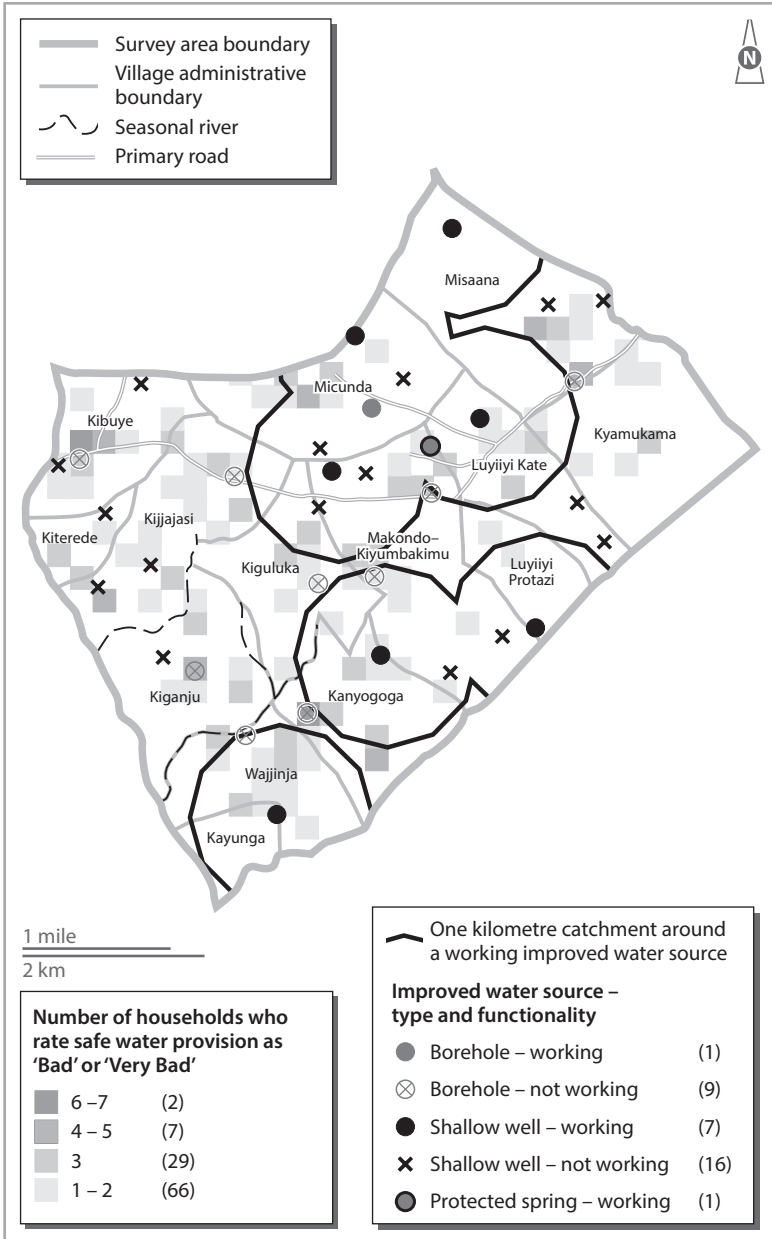 Survey area boundary
Village administrative
boundary
Seasonal river
Primary road
N
Misaana
Micunda
Kibuye
Kyamukama
Luyiiyi Kate
Kijjajasi
Kiterede
Makondo–
Kiyumbakimu
Kiguluka
Luyiiyi
Protazi
Kiganju
Kanyogoga
Wajjinja
Kayunga
1 mile
2 km
Number of households who
rate safe water provision as
‘Bad’ or ‘Very Bad’
6 –7 (2)
4 – 5 (7)
3 (29)
1 – 2 (66)
One kilometre catchment around
a working improved water source
Improved water source –
type and functionality
Borehole – working (1)
Borehole – not working (9)
Shallow well – working (7)
Shallow well – not working (16)
Protected spring – working (1)